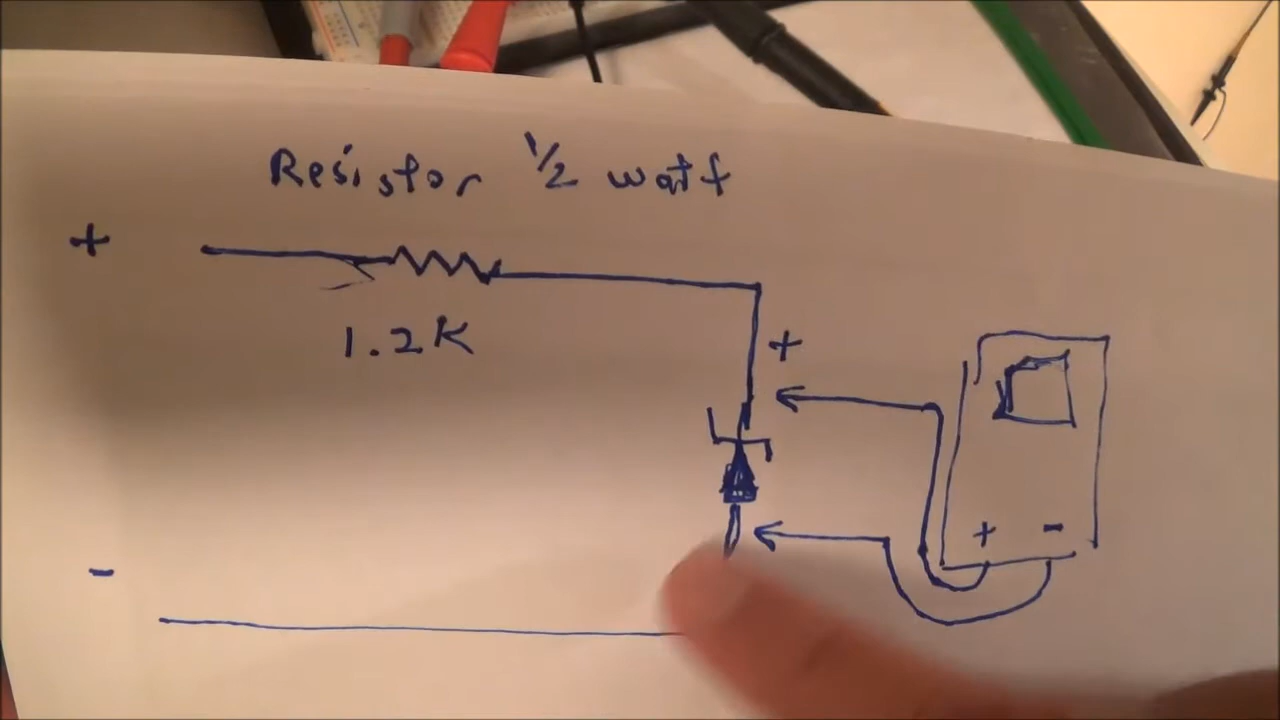 Resistor 1/2 watt
+
1.2K
+
+ -
-